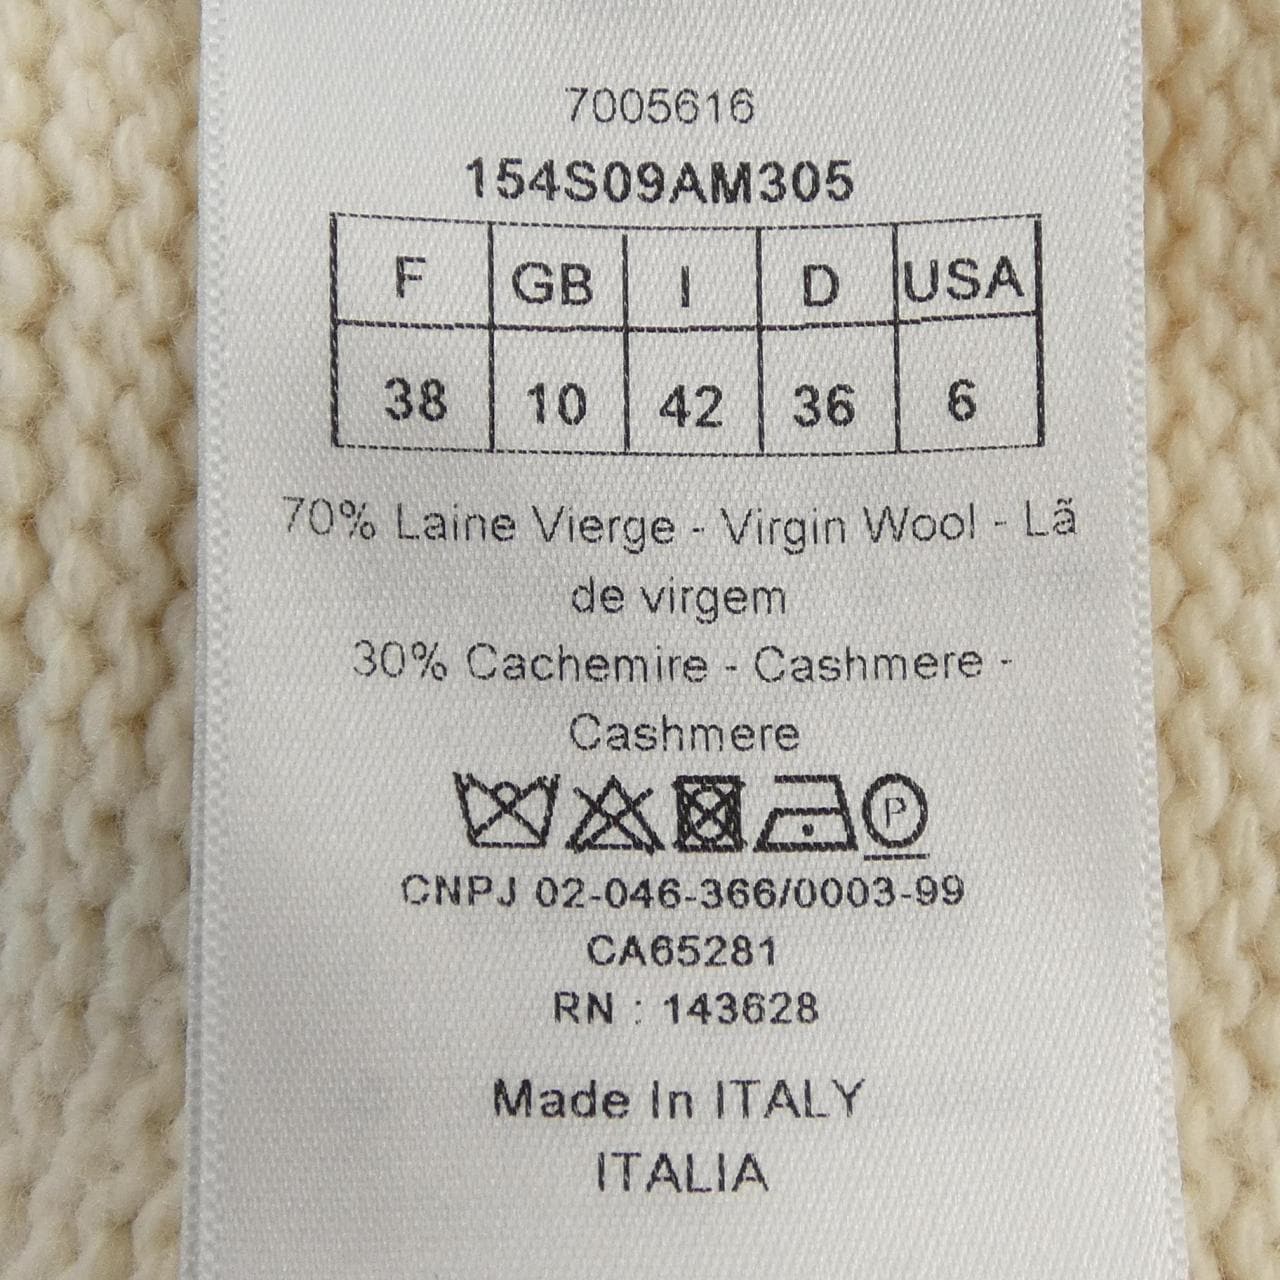 7005616
154S09AM305
F GB I D USA
38 10 42 36 6
70% Laine Vierge - Virgin Wool - Lã
de virgem
30% Cachemire - Cashmere -
Cashmere
P
CNPJ 02-046-366/0003-99
CA65281
RN : 143628
Made In ITALY
ITALIA